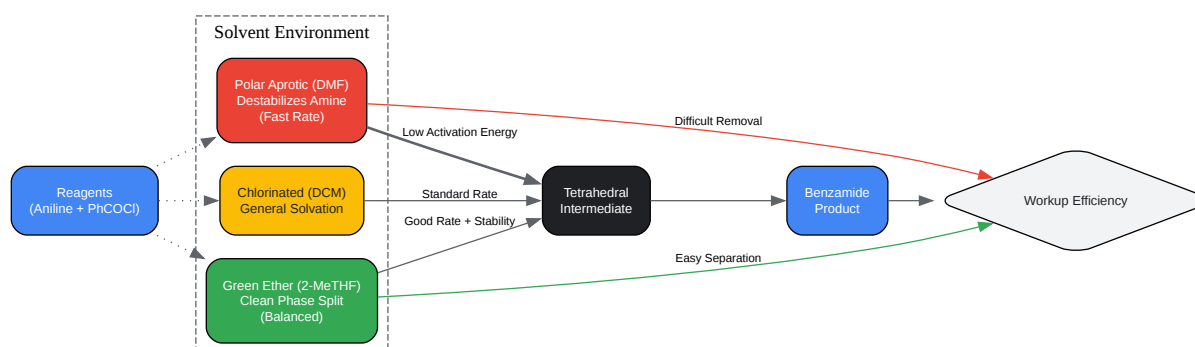 Solvent Environment
Polar Aprotic (DMF)
Destabilizes Amine
(Fast Rate)
Difficult Removal
Low Activation Energy
Reagents
(Aniline + PhCOCl)
Chlorinated (DCM)
General Solvation
Standard Rate
Tetrahedral
Intermediate
Benzamide
Product
Workup Efficiency
Good Rate + Stability
Easy Separation
Green Ether (2-MeTHF)
Clean Phase Split
(Balanced)